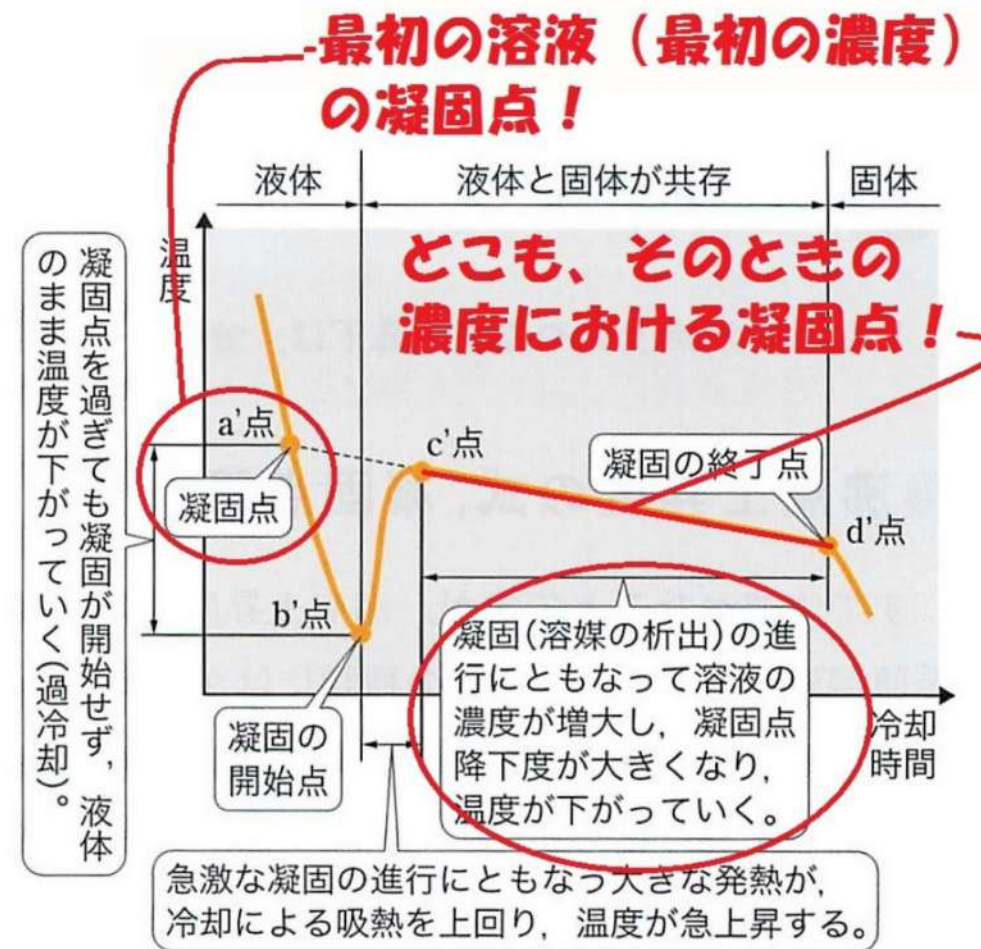 最初の溶液（最初の濃度）
の凝固点！
液体
液体と固体が共存
固体
温度
どこも、そのときの
濃度における凝固点！
凝固点を過ぎても凝固が開始せず，液体
のまま温度が下がっていく(過冷却)。
a'点
凝固点
c'点
凝固の終了点
d'点
b'点
凝固の
開始点
凝固(溶媒の析出)の進
行にともなって溶液の
濃度が増大し，凝固点
降下度が大きくなり，
温度が下がっていく。
冷却
時間
急激な凝固の進行にともなう大きな発熱が，
冷却による吸熱を上回り，温度が急上昇する。